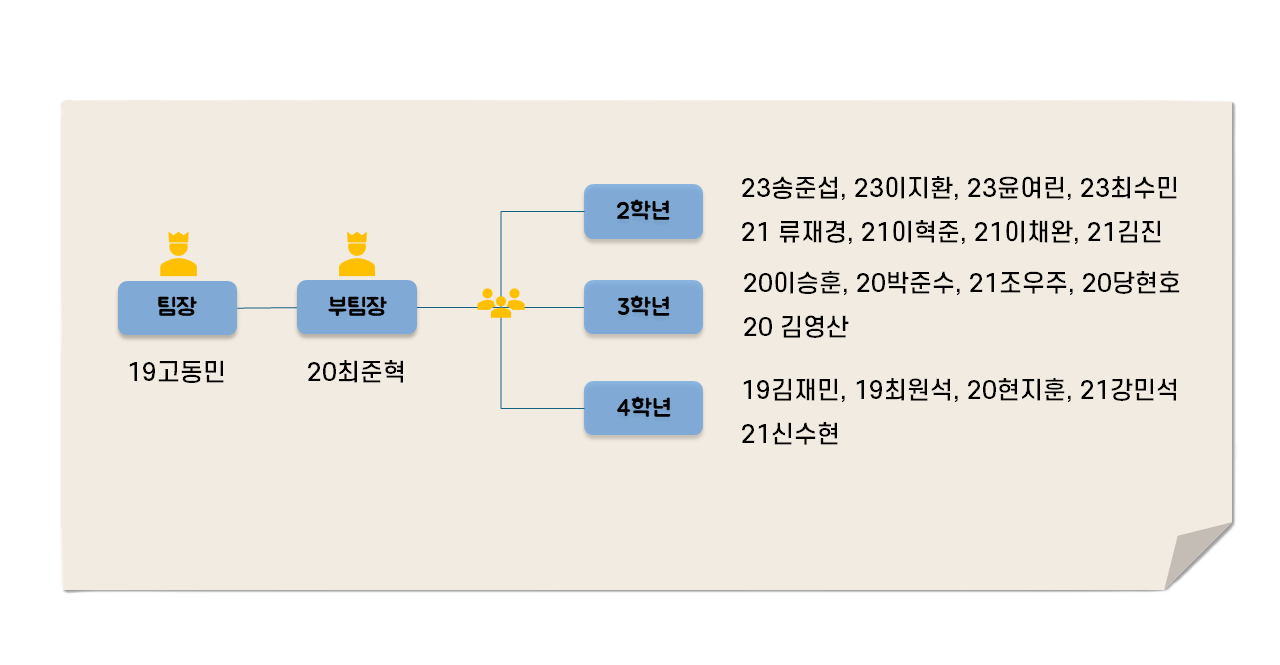 팀장
19고동민
부팀장
20최준혁
2학년
23송준섭, 23이지환, 23윤여린, 23최수민
21 류재경, 21이혁준, 21이채완, 21김진
3학년
20이승훈, 20박준수, 21조우주, 20당현호
20 김영산
4학년
19김재민, 19최원석, 20현지훈, 21강민석
21신수현